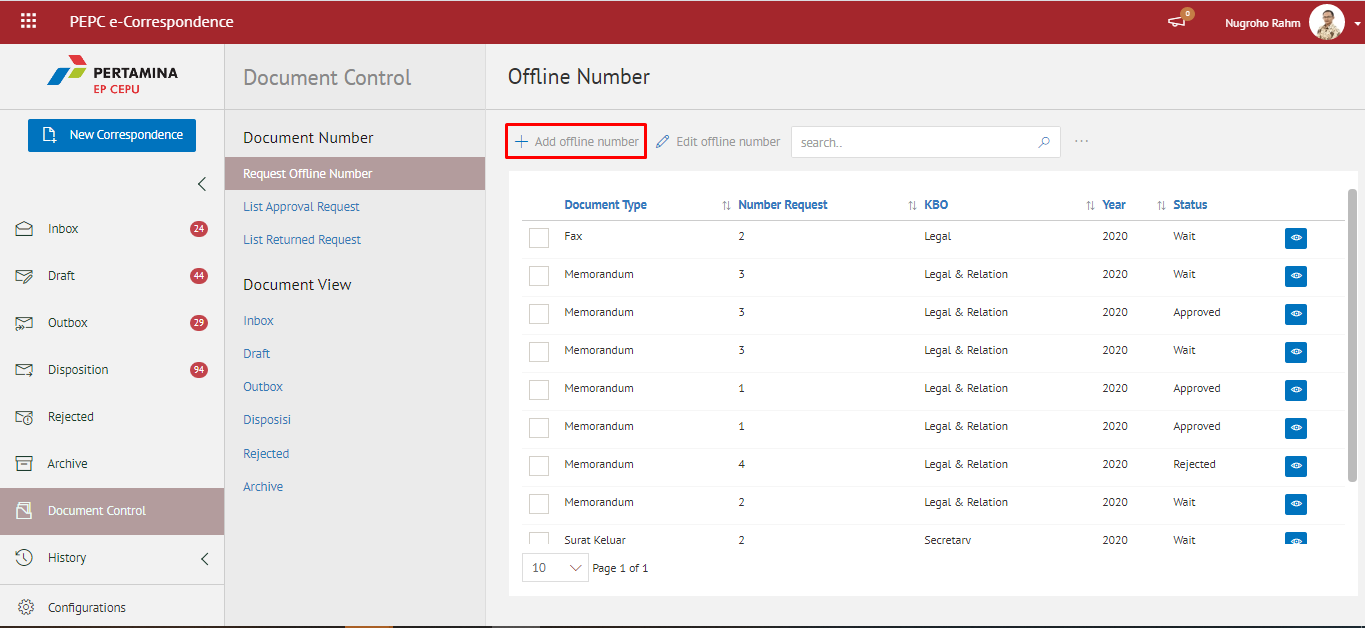 PEPC e-Correspondence
0
Nugroho Rahm
PERTAMINA
EP CEPU
New Correspondence
Inbox 24
Draft 44
Outbox 29
Disposition 94
Rejected
Archive
Document Control
History
Configurations
Document Control
Document Number
Request Offline Number
List Approval Request
List Returned Request
Document View
Inbox
Draft
Outbox
Disposisi
Rejected
Archive
Offline Number
Add offline number Edit offline number search.. ...
Document Type Number Request KBO Year Status
Fax 2 Legal 2020 Wait
Memorandum 3 Legal & Relation 2020 Wait
Memorandum 3 Legal & Relation 2020 Approved
Memorandum 3 Legal & Relation 2020 Wait
Memorandum 1 Legal & Relation 2020 Approved
Memorandum 1 Legal & Relation 2020 Approved
Memorandum 4 Legal & Relation 2020 Rejected
Memorandum 2 Legal & Relation 2020 Wait
Surat Keluar 2 Secretary 2020 Wait
10 Page 1 of 1